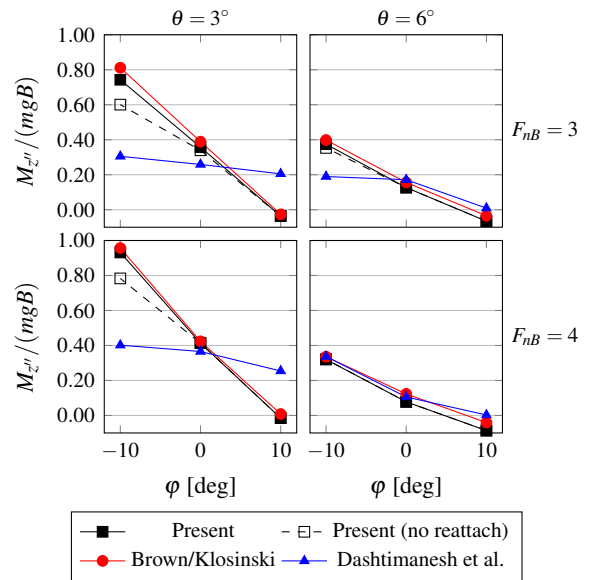 θ = 3° θ = 6°
1.00
0.80
0.60
0.40
0.20
0.00
M_z″/(mgB)
F_nB = 3
1.00
0.80
0.60
0.40
0.20
0.00
M_z″/(mgB)
F_nB = 4
−10 0 10 −10 0 10
φ [deg] φ [deg]
Present Present (no reattach)
Brown/Klosinski Dashtimanesh et al.